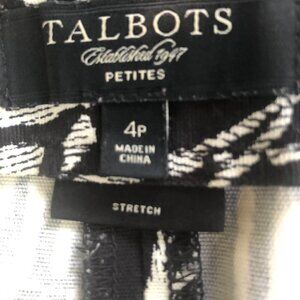 TALBOTS
Established 1947
PETITES
4P
MADE IN
CHINA
STRETCH